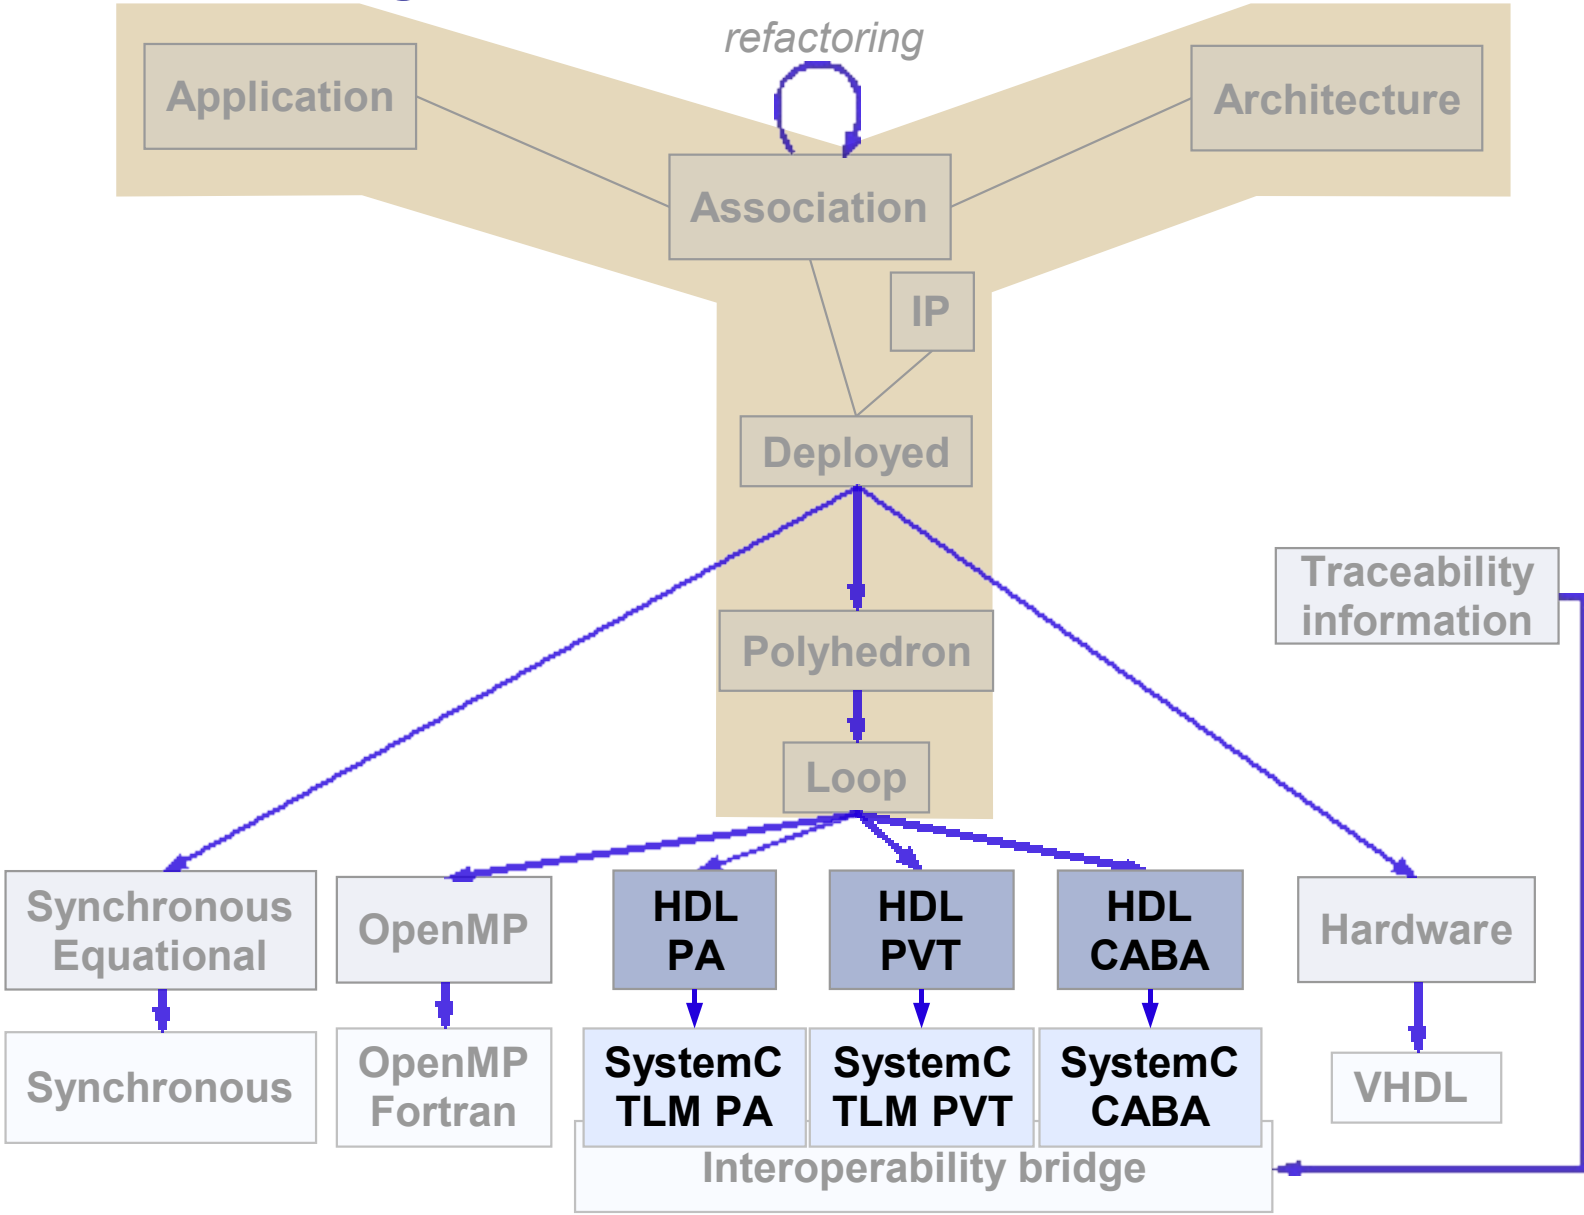 refactoring
Application
Architecture
Association
IP
Deployed
Traceability
information
Polyhedron
Loop
Synchronous
Equational
OpenMP
HDL
PA
HDL
PVT
HDL
CABA
Hardware
Synchronous
OpenMP
Fortran
SystemC
TLM PA
SystemC
TLM PVT
SystemC
CABA
VHDL
Interoperability bridge